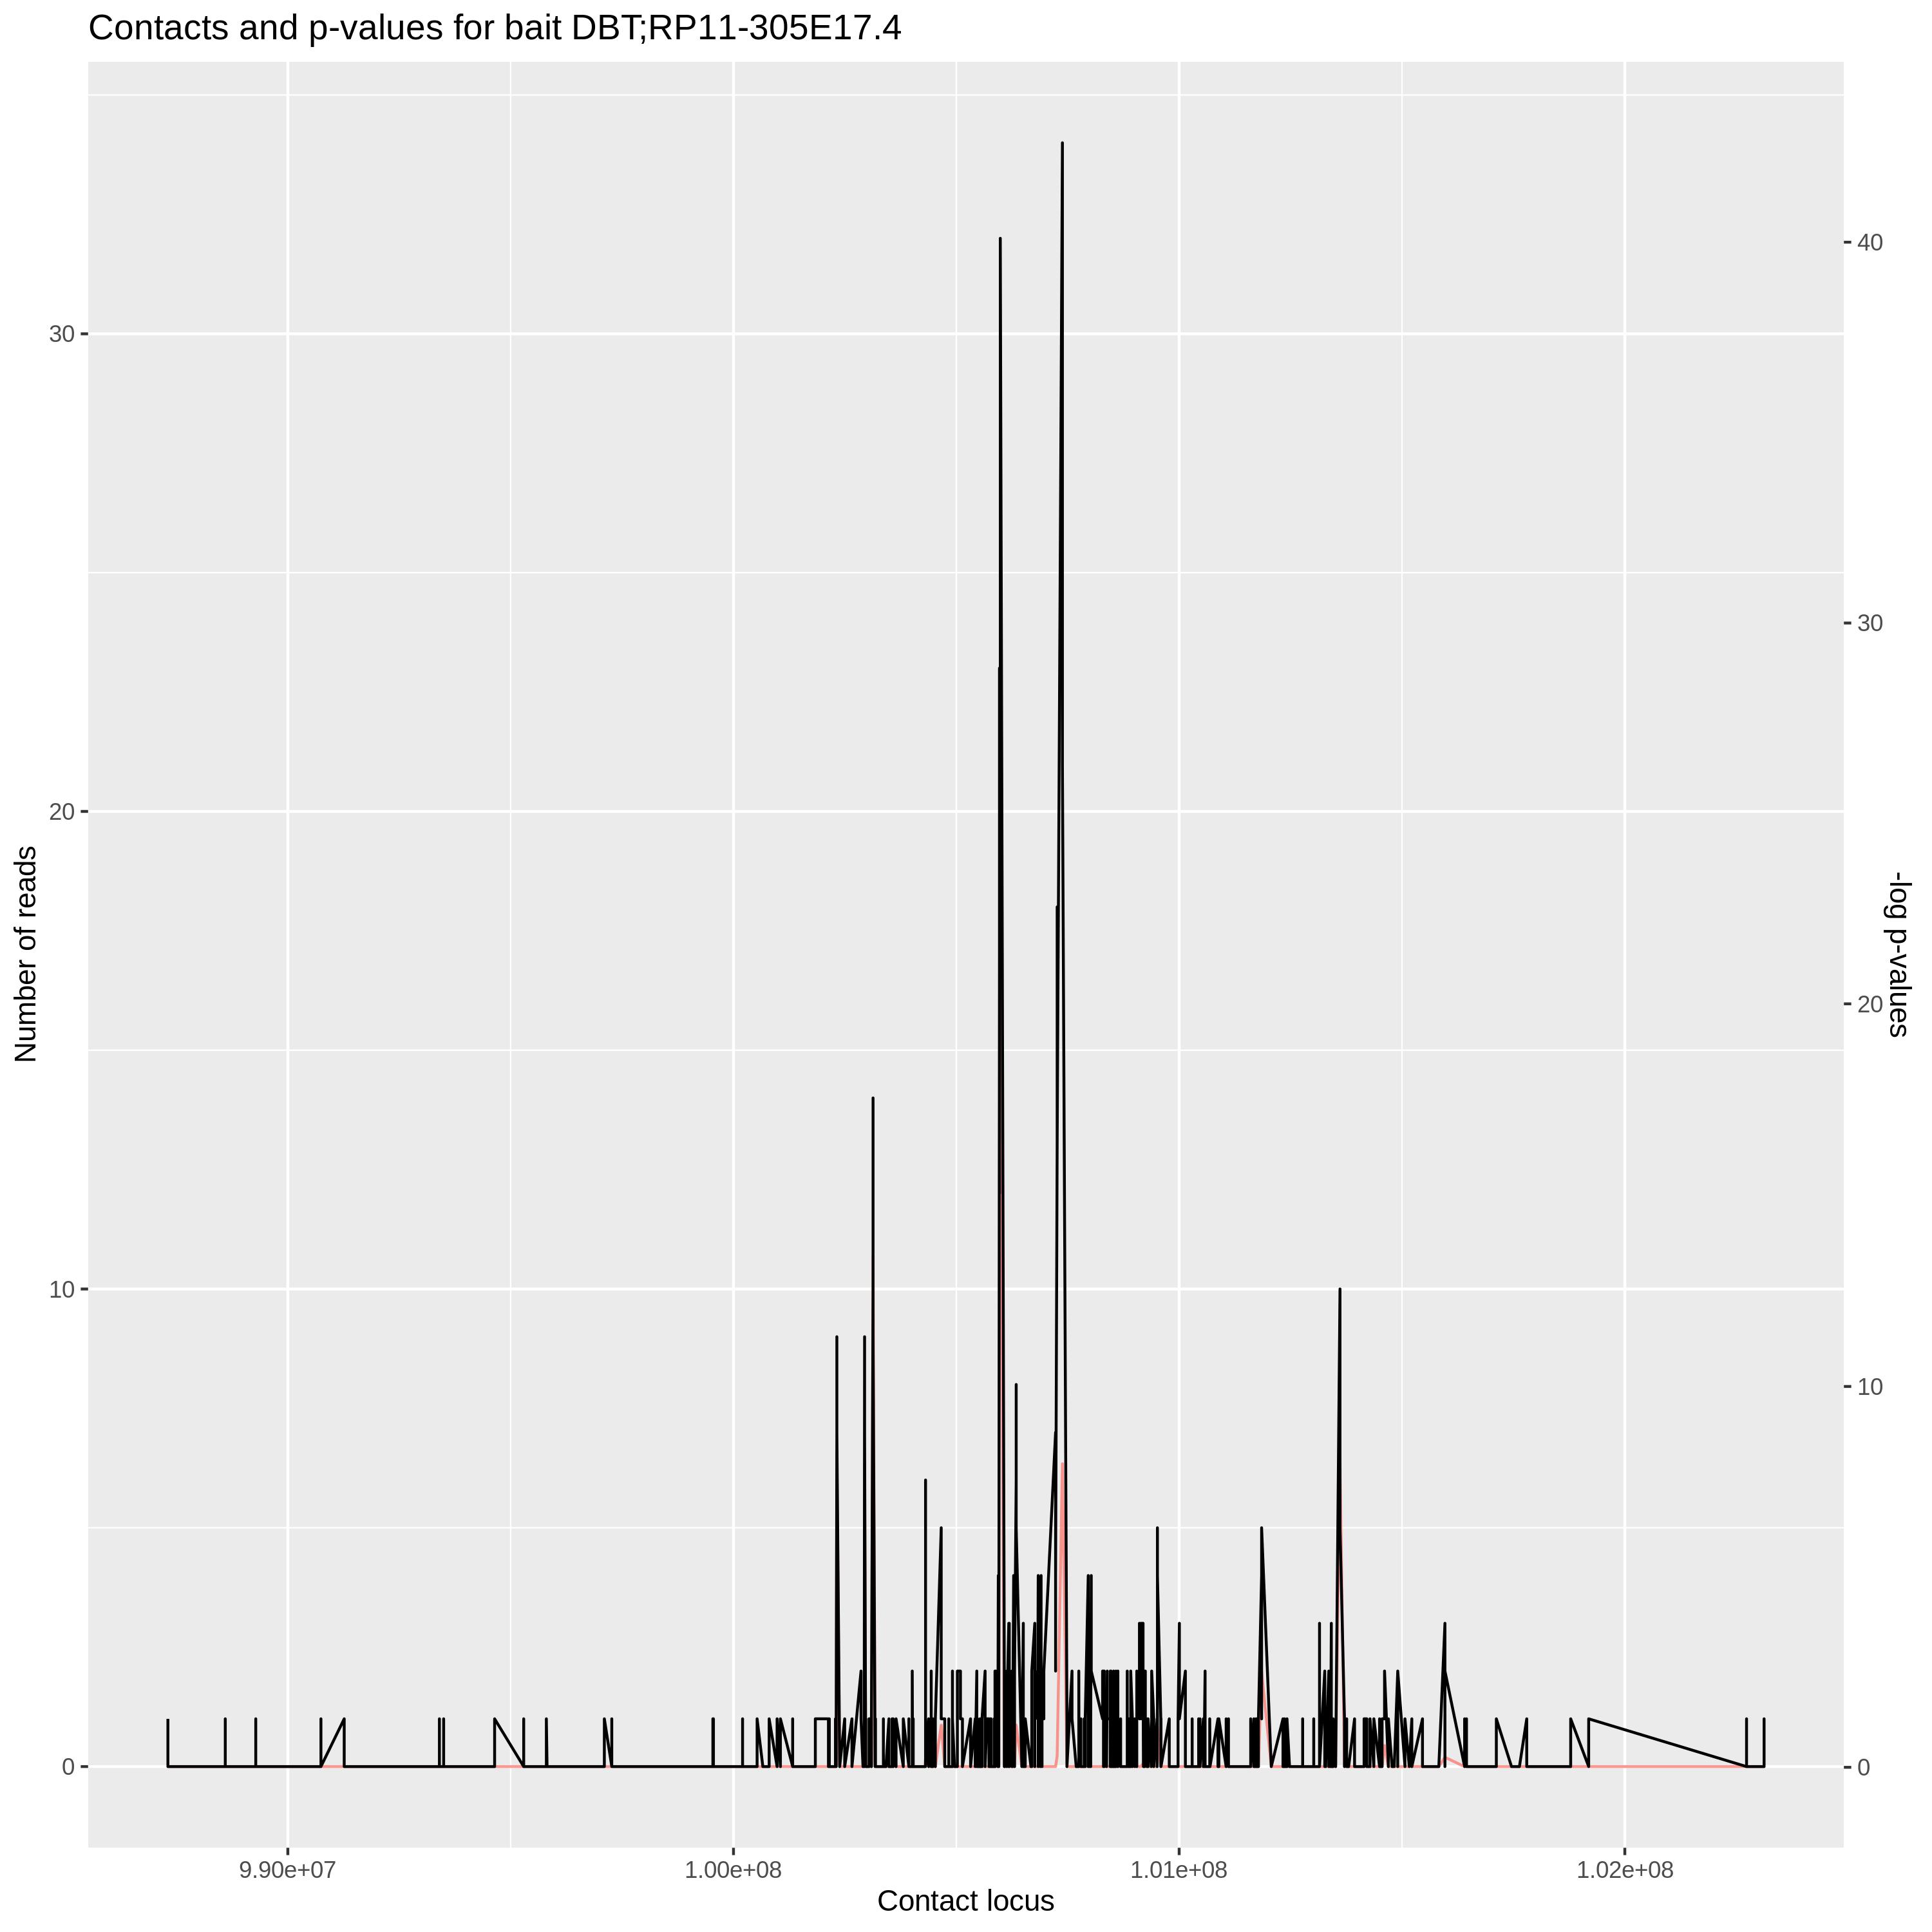 Contacts and p-values for bait DBT;RP11-305E17.4
Number of reads
30
20
10
0
40
30
20
10
0
-log p-values
9.90e+07
1.00e+08
1.01e+08
1.02e+08
Contact locus